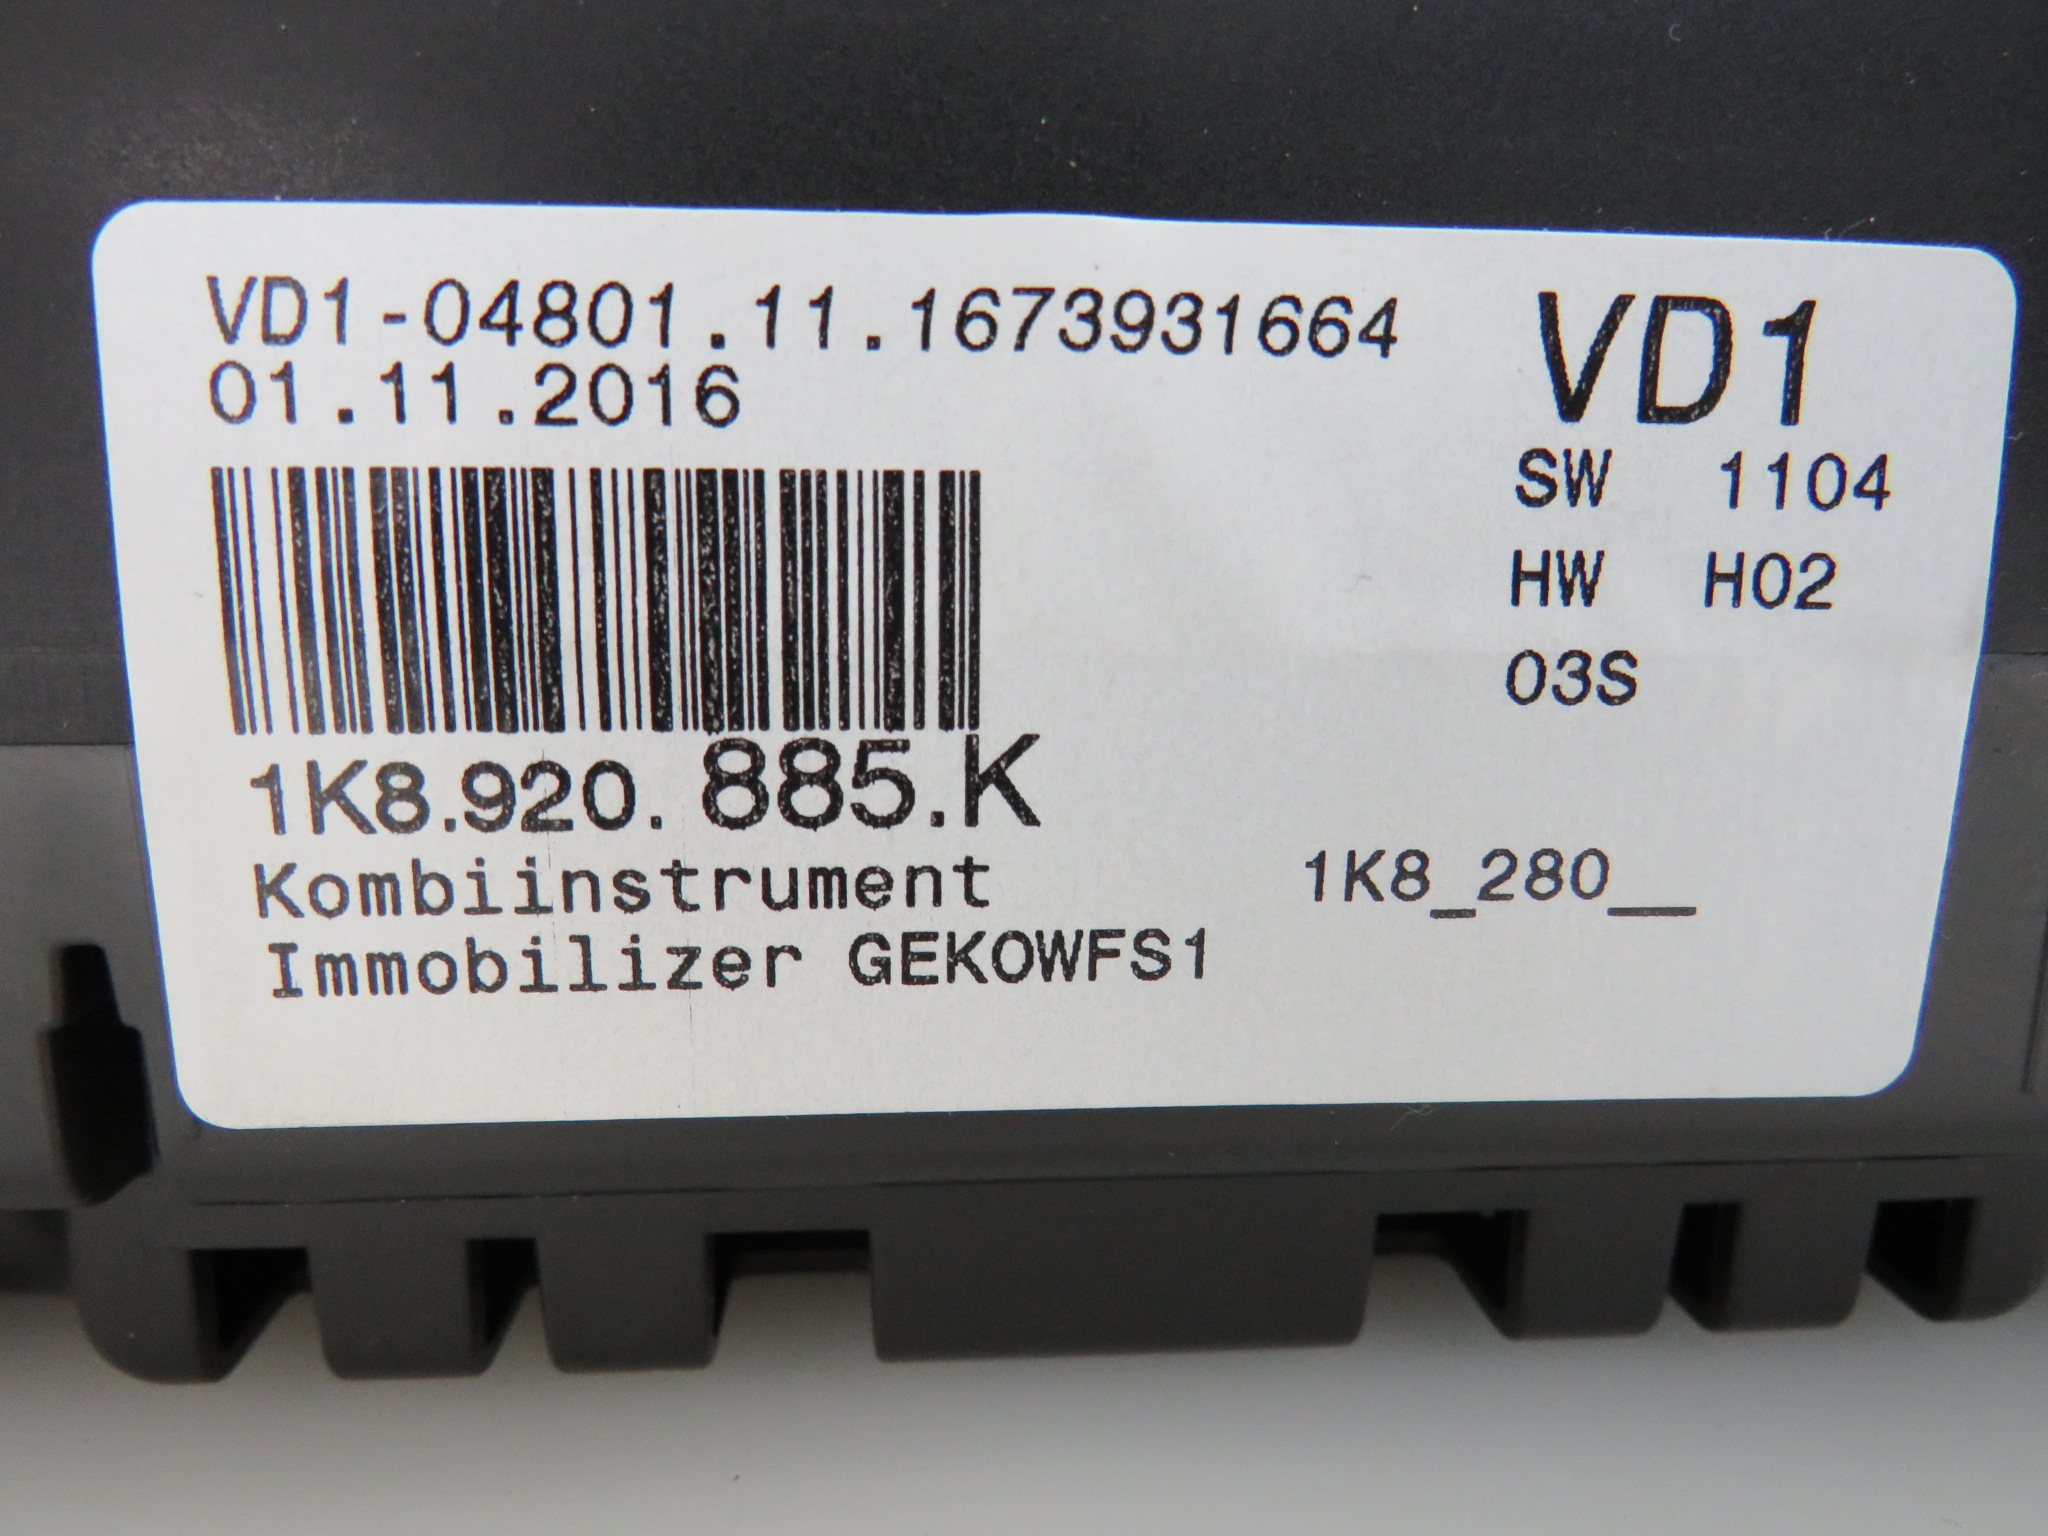 VD1-04801.11.1673931664
01.11.2016
VD1
SW 1104
HW H02
03S
1K8.920.885.K
Kombiinstrument
1K8_280__
Immobilizer GEKOWFS1